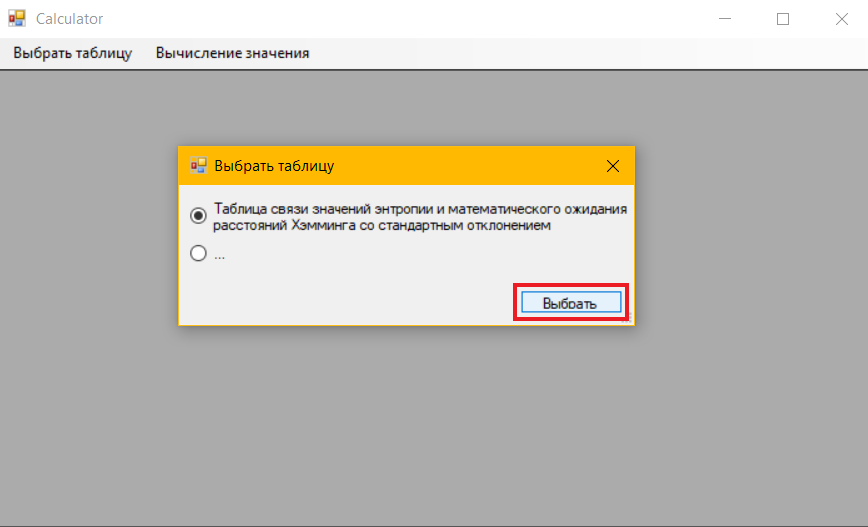 Calculator
Выбрать таблицу Вычисление значения
Выбрать таблицу
Таблица связи значений энтропии и математического ожидания
расстояний Хэмминга со стандартным отклонением
...
Выбрать